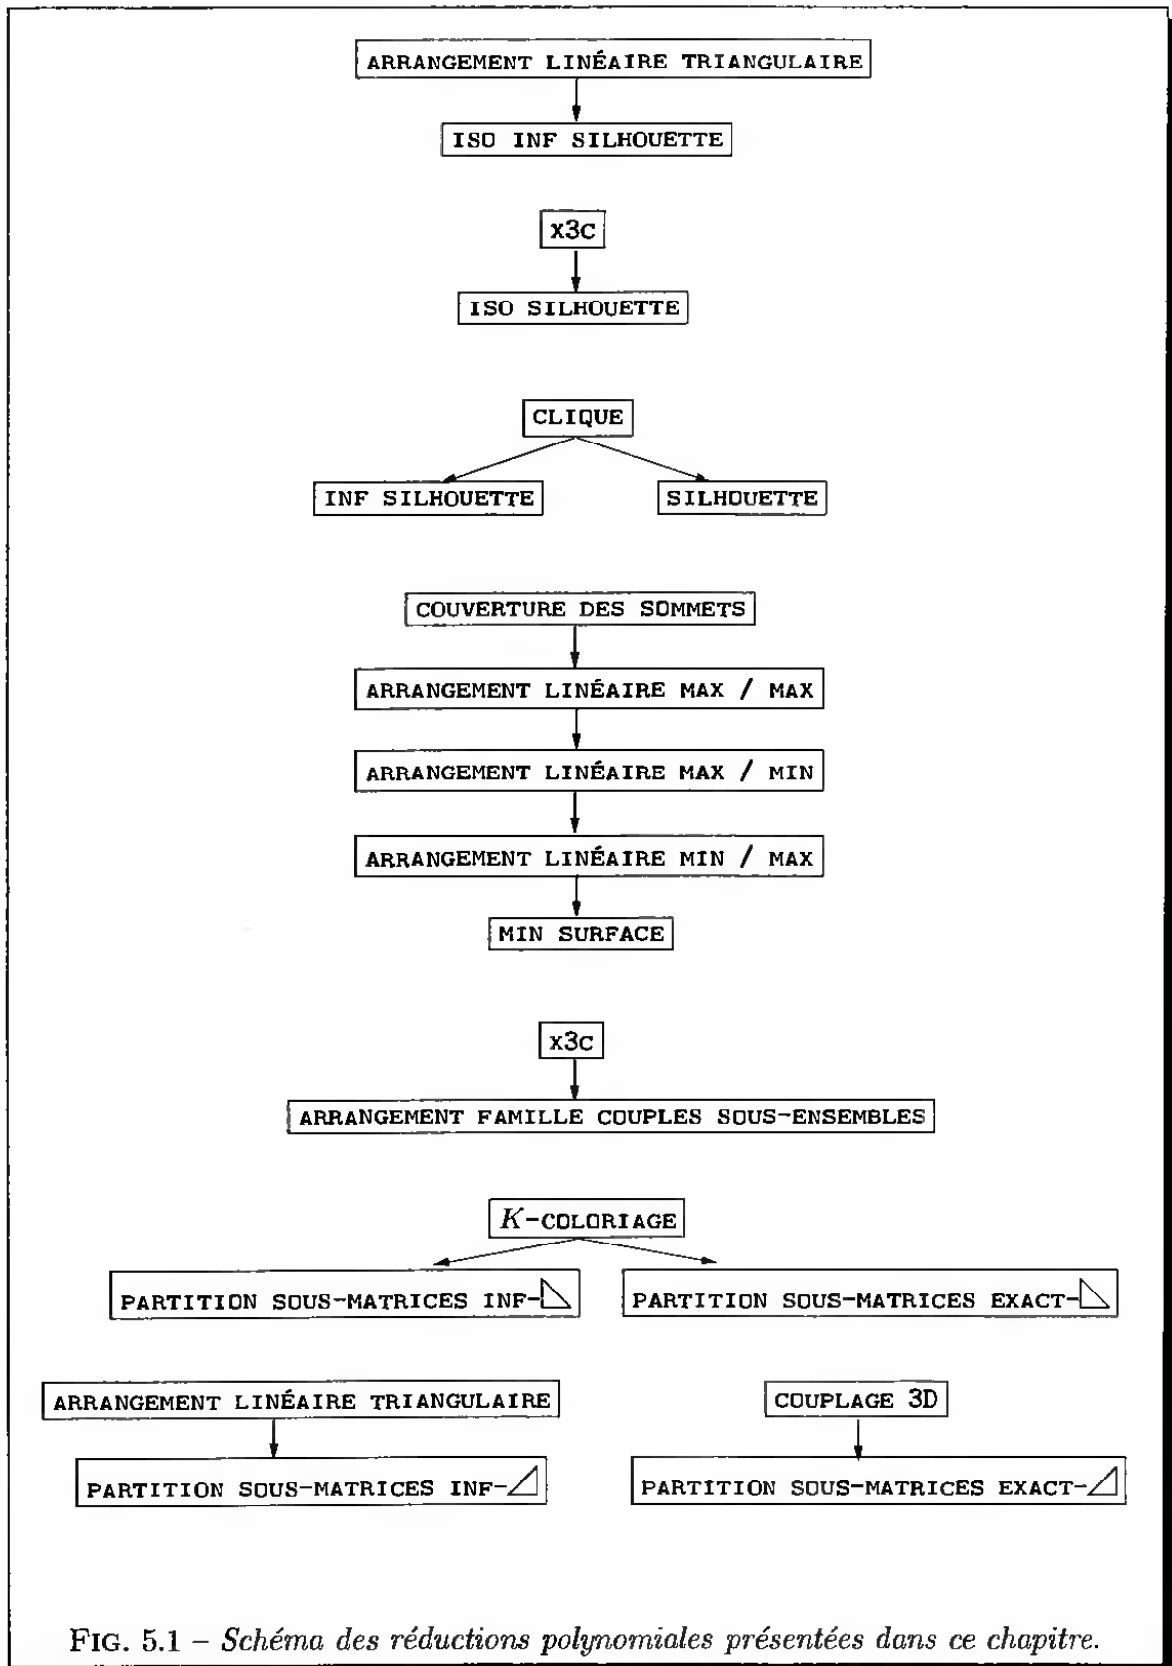 ARRANGEMENT LINÉAIRE TRIANGULAIRE
ISO INF SILHOUETTE
X3C
ISO SILHOUETTE
CLIQUE
INF SILHOUETTE
SILHOUETTE
COUVERTURE DES SOMMETS
ARRANGEMENT LINÉAIRE MAX / MAX
ARRANGEMENT LINÉAIRE MAX / MIN
ARRANGEMENT LINÉAIRE MIN / MAX
MIN SURFACE
X3C
ARRANGEMENT FAMILLE COUPLES SOUS-ENSEMBLES
K-COLORIAGE
PARTITION SOUS-MATRICES INF-
PARTITION SOUS-MATRICES EXACT-
ARRANGEMENT LINÉAIRE TRIANGULAIRE
COUPLAGE 3D
PARTITION SOUS-MATRICES INF-
PARTITION SOUS-MATRICES EXACT-
FIG. 5.1 – Schéma des réductions polynomiales présentées dans ce chapitre.